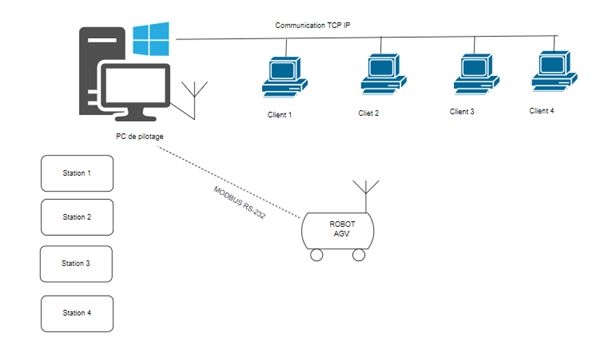 Communication TCP IP
Client 1
Cliet 2
Client 3
Client 4
PC de pilotage
Station 1
MODBUS RS-232
Station 2
ROBOT
AGV
Station 3
Station 4